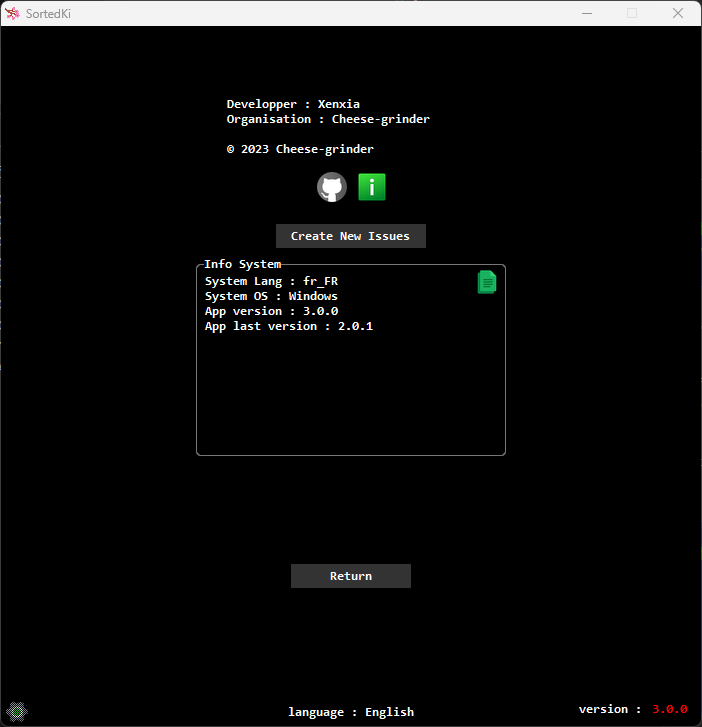 SortedKi
Developper : Xenxia
Organisation : Cheese-grinder
© 2023 Cheese-grinder
i
Create New Issues
Info System
System Lang : fr_FR
System OS : Windows
App version : 3.0.0
App last version : 2.0.1
Return
language : English
version : 3.0.0